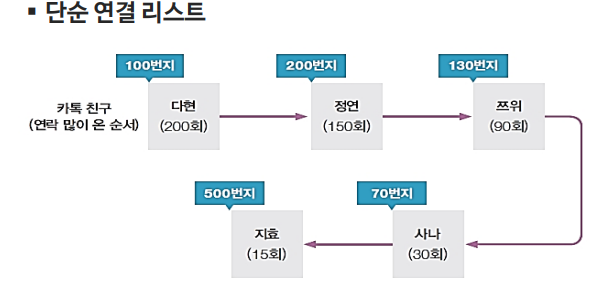 ▪ 단순 연결 리스트
100번지
200번지
130번지
카톡 친구
(연락 많이 온 순서)
다현
(200회)
정연
(150회)
쯔위
(90회)
500번지
70번지
지효
(15회)
사나
(30회)